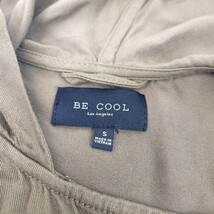 BE COOL
Los Angeles
S
MADE IN
VIETNAM